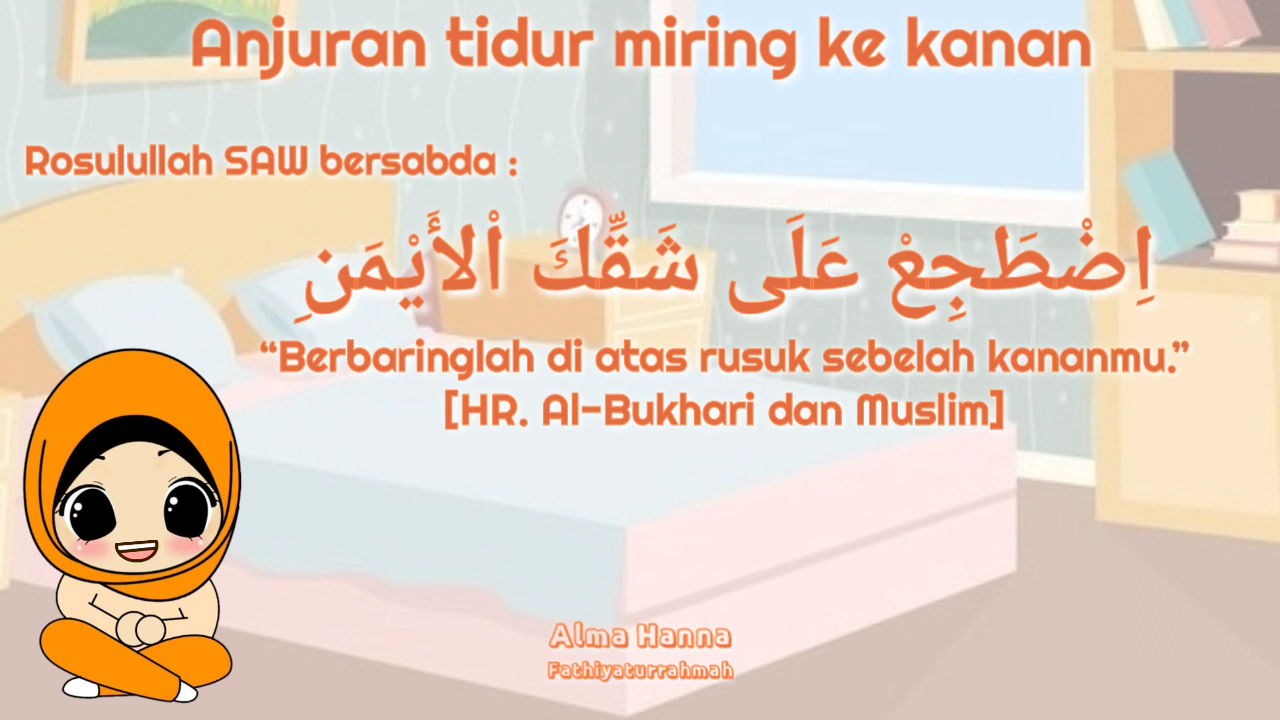 Anjuran tidur miring ke kanan
Rosulullah SAW bersabda :
اِضْطَجِعْ عَلَى شَقِّكَ اْلأَيْمَنِ
“Berbaringlah di atas rusuk sebelah kananmu.”
[HR. Al-Bukhari dan Muslim]
Alma Hanna
Fathiyaturrahmah